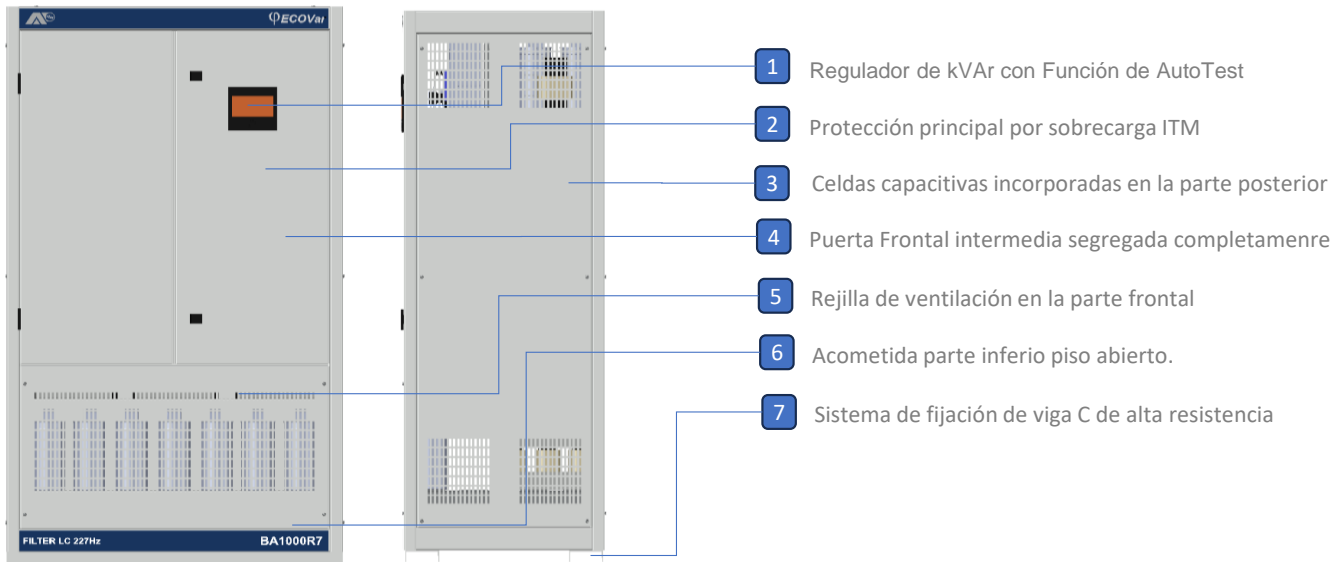 φECOVar
1 Regulador de kVAr con Función de AutoTest
2 Protección principal por sobrecarga ITM
3 Celdas capacitivas incorporadas en la parte posterior
4 Puerta Frontal intermedia segregada completamenre
5 Rejilla de ventilación en la parte frontal
6 Acometida parte inferio piso abierto.
7 Sistema de fijación de viga C de alta resistencia
FILTER LC 227Hz BA1000R7